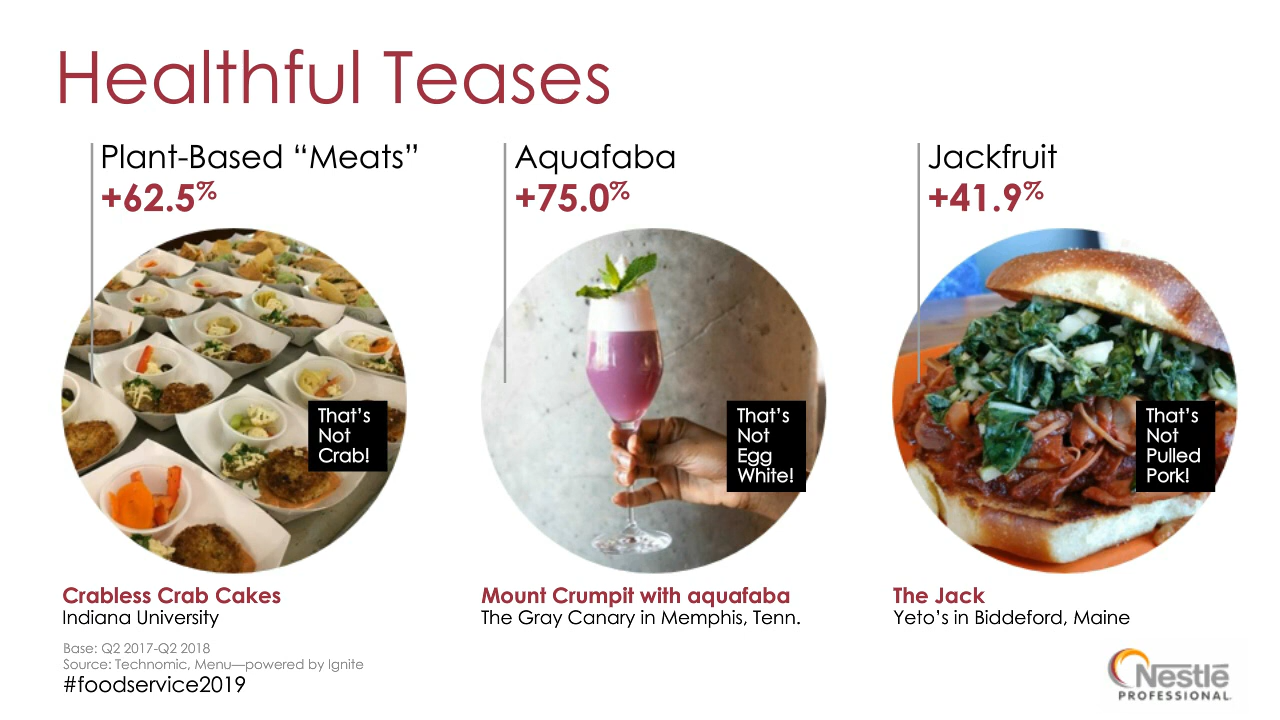 Healthful Teases
Plant-Based “Meats”
+62.5%
That’s
Not
Crab!
Crabless Crab Cakes
Indiana University
Aquafaba
+75.0%
That’s
Not
Egg
White!
Mount Crumpit with aquafaba
The Gray Canary in Memphis, Tenn.
Jackfruit
+41.9%
That’s
Not
Pulled
Pork!
The Jack
Yeto’s in Biddeford, Maine
Base: Q2 2017-Q2 2018
Source: Technomic, Menu—powered by Ignite
#foodservice2019
Nestlē
PROFESSIONAL.